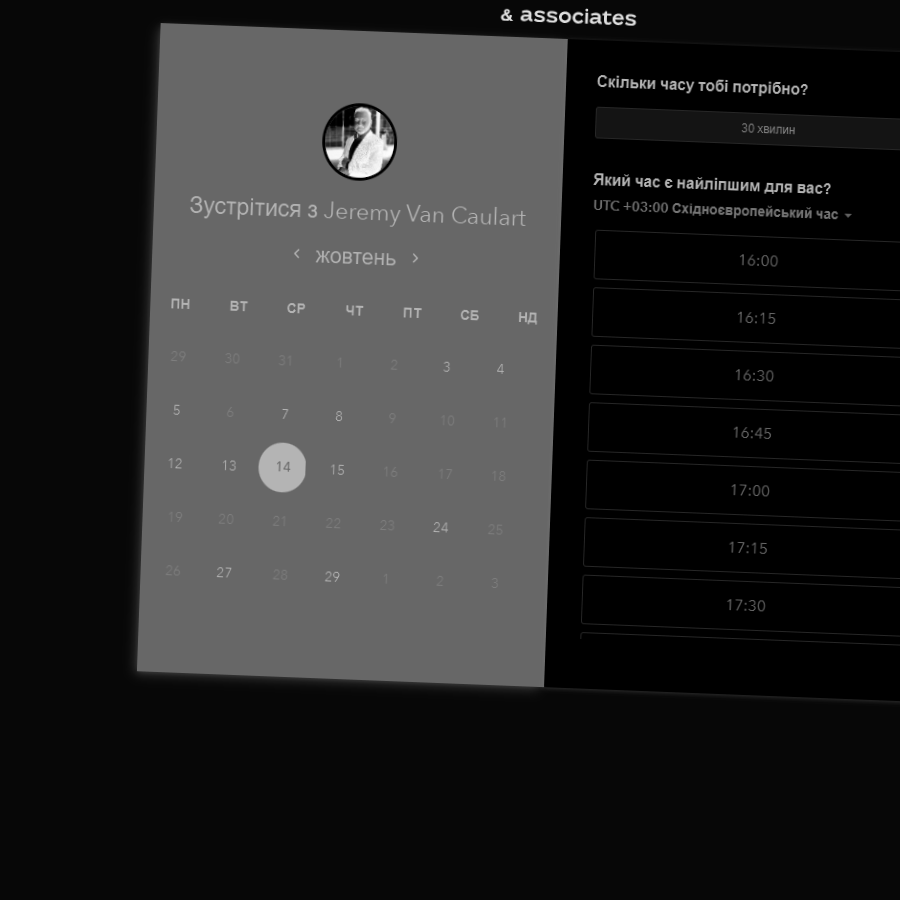 & associates
Зустрітися з Jeremy Van Caulart
жовтень
ПН ВТ СР ЧТ ПТ СБ НД
29 30 31 1 2 3 4
5 6 7 8 9 10 11
12 13 14 15 16 17 18
19 20 21 22 23 24 25
26 27 28 29 1 2 3
Скільки часу тобі потрібно?
30 хвилин
Який час є найліпшим для вас?
UTC +03:00 Східноєвропейський час
16:00
16:15
16:30
16:45
17:00
17:15
17:30